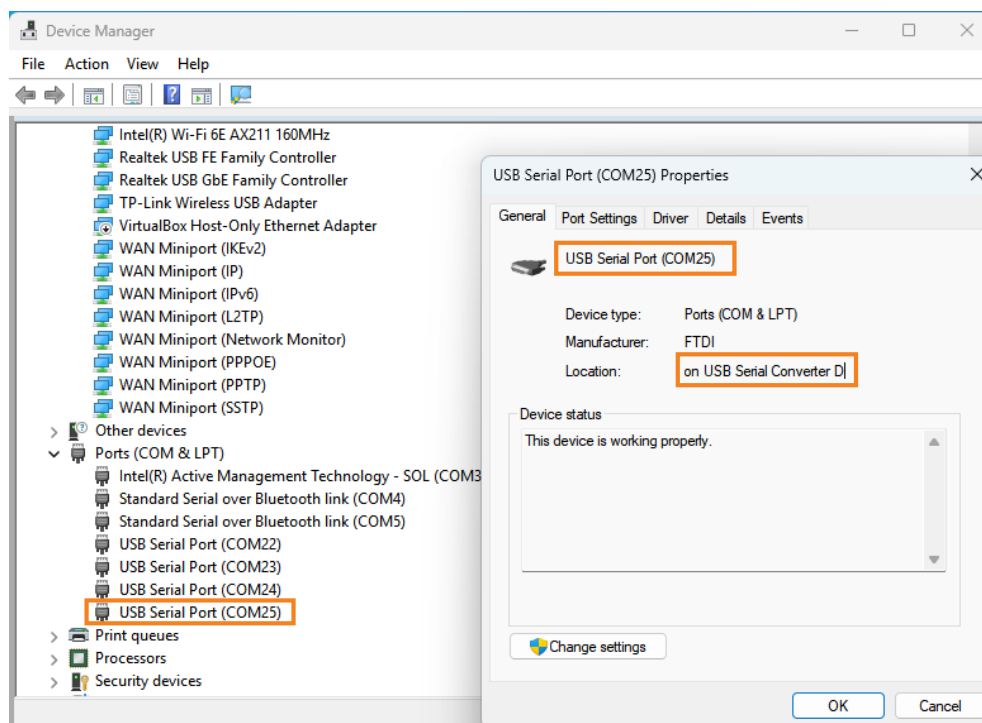 Device Manager
File Action View Help
Intel(R) Wi-Fi 6E AX211 160MHz
Realtek USB FE Family Controller
Realtek USB GbE Family Controller
TP-Link Wireless USB Adapter
VirtualBox Host-Only Ethernet Adapter
WAN Miniport (IKEv2)
WAN Miniport (IP)
WAN Miniport (IPv6)
WAN Miniport (L2TP)
WAN Miniport (Network Monitor)
WAN Miniport (PPPOE)
WAN Miniport (PPTP)
WAN Miniport (SSTP)
Other devices
Ports (COM & LPT)
Intel(R) Active Management Technology - SOL (COM3
Standard Serial over Bluetooth link (COM4)
Standard Serial over Bluetooth link (COM5)
USB Serial Port (COM22)
USB Serial Port (COM23)
USB Serial Port (COM24)
USB Serial Port (COM25)
Print queues
Processors
Security devices
USB Serial Port (COM25) Properties
General Port Settings Driver Details Events
USB Serial Port (COM25)
Device type: Ports (COM & LPT)
Manufacturer: FTDI
Location: on USB Serial Converter D
Device status
This device is working properly.
Change settings
OK Cancel